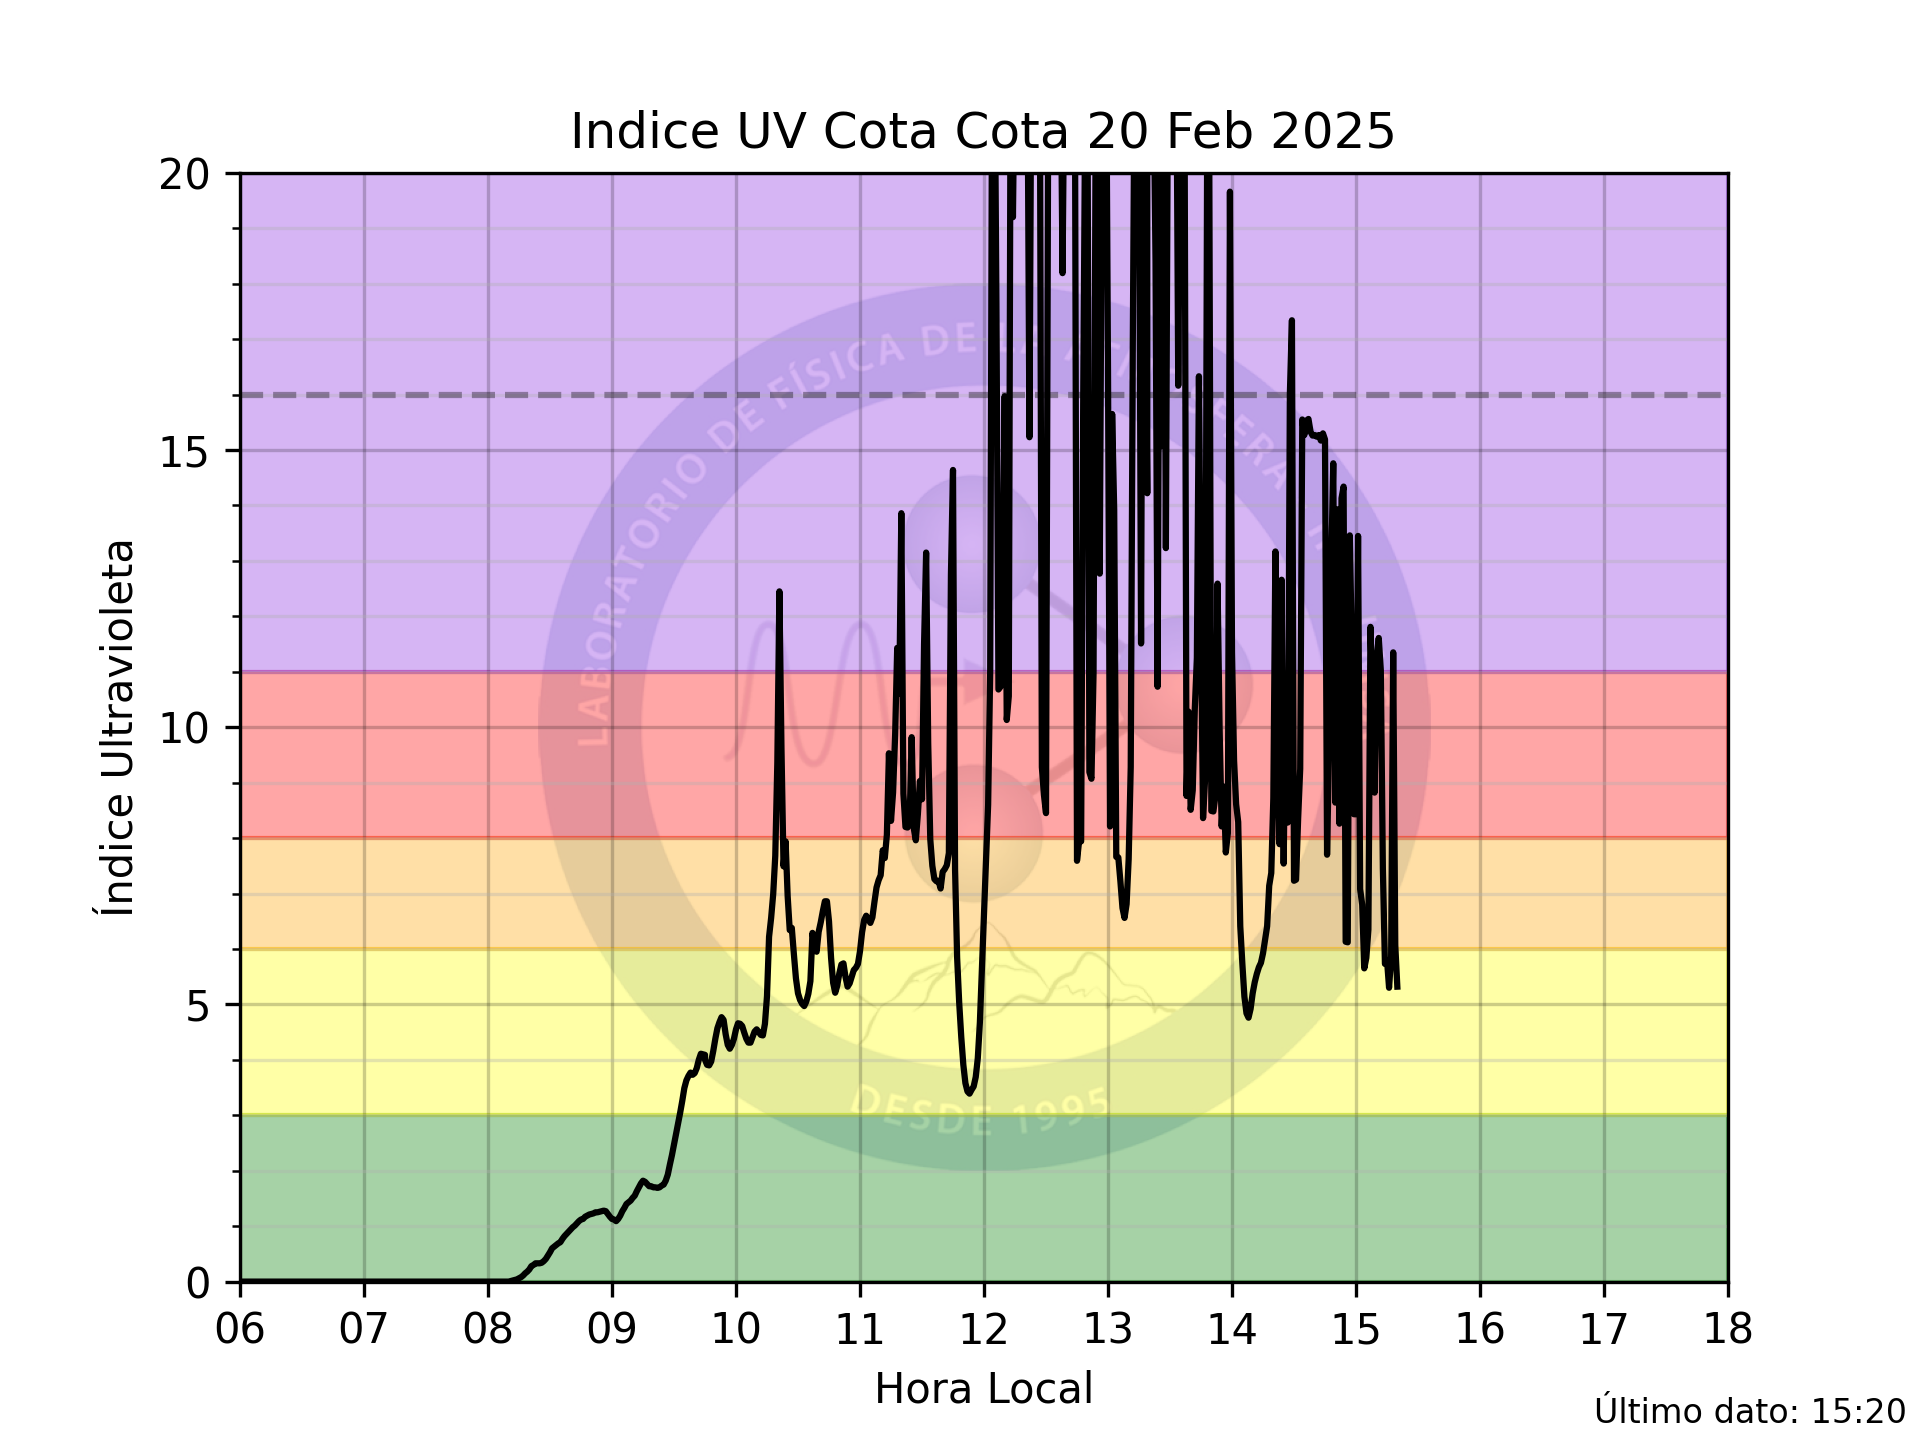 Indice UV Cota Cota 20 Feb 2025
20
15
10
5
0
Índice Ultravioleta
LABORATORIO DE FÍSICA DE LA
DESDE 1995
06 07 08 09 10 11 12 13 14 15 16 17 18
Hora Local
Último dato: 15:20